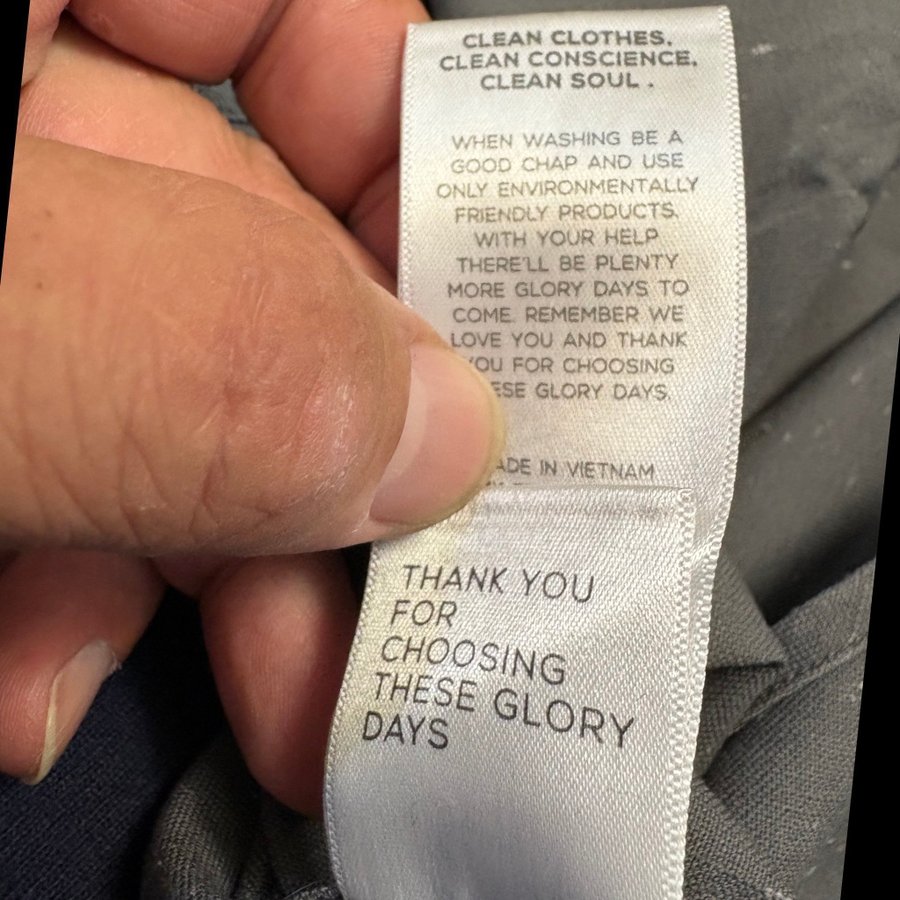 CLEAN CLOTHES,
CLEAN CONSCIENCE,
CLEAN SOUL .
WHEN WASHING BE A
GOOD CHAP AND USE
ONLY ENVIRONMENTALLY
FRIENDLY PRODUCTS.
WITH YOUR HELP
THERE'LL BE PLENTY
MORE GLORY DAYS TO
COME. REMEMBER WE
LOVE YOU AND THANK
YOU FOR CHOOSING
ESE GLORY DAYS.
ADE IN VIETNAM
THANK YOU
FOR
CHOOSING
THESE GLORY
DAYS